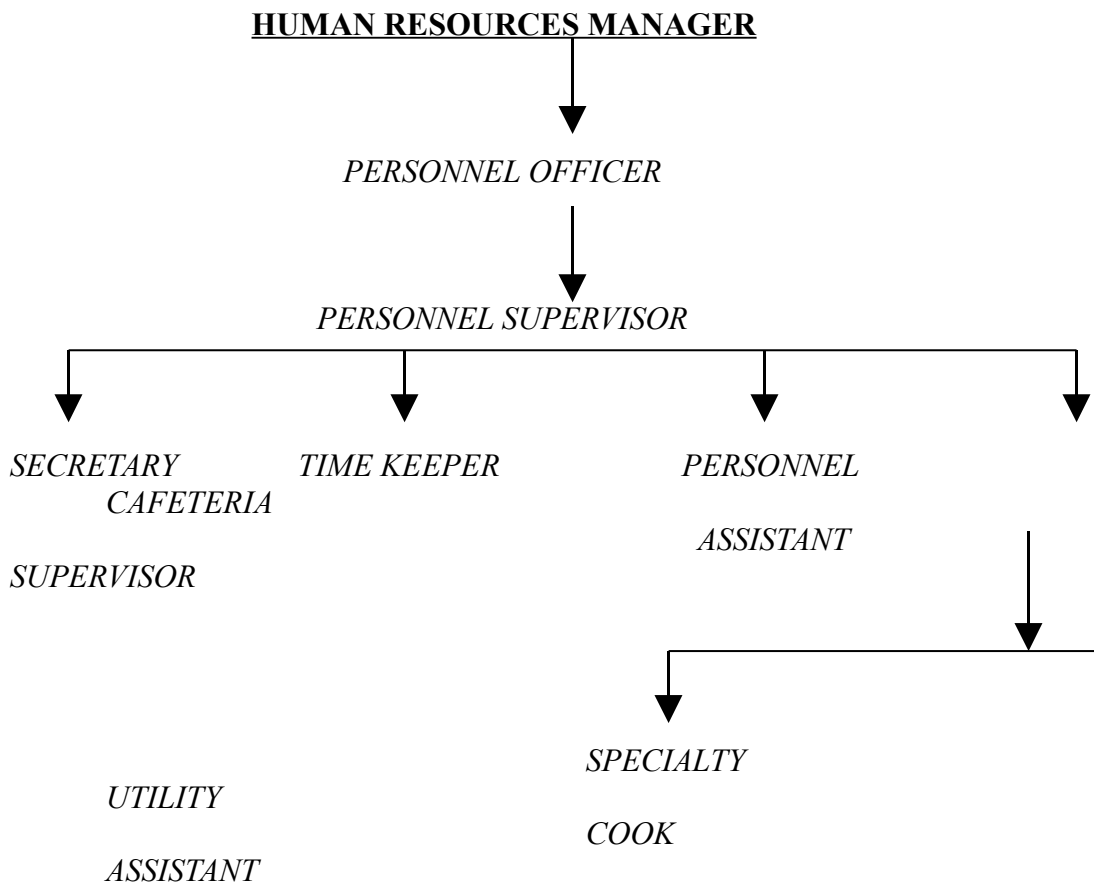 HUMAN RESOURCES MANAGER
PERSONNEL OFFICER
PERSONNEL SUPERVISOR
SECRETARY TIME KEEPER PERSONNEL
CAFETERIA
ASSISTANT
SUPERVISOR
SPECIALTY
UTILITY
COOK
ASSISTANT